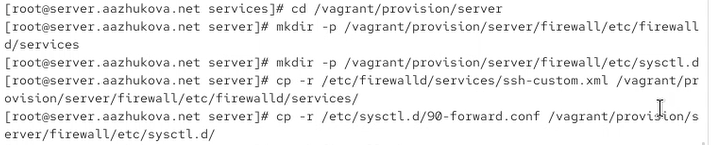 [root@server.aazhukova.net services]# cd /vagrant/provision/server
[root@server.aazhukova.net server]# mkdir -p /vagrant/provision/server/firewall/etc/firewall
d/services
[root@server.aazhukova.net server]# mkdir -p /vagrant/provision/server/firewall/etc/sysctl.d
[root@server.aazhukova.net server]# cp -r /etc/firewalld/services/ssh-custom.xml /vagrant/pr
ovision/server/firewall/etc/firewalld/services/
[root@server.aazhukova.net server]# cp -r /etc/sysctl.d/90-forward.conf /vagrant/provision/s
erver/firewall/etc/sysctl.d/